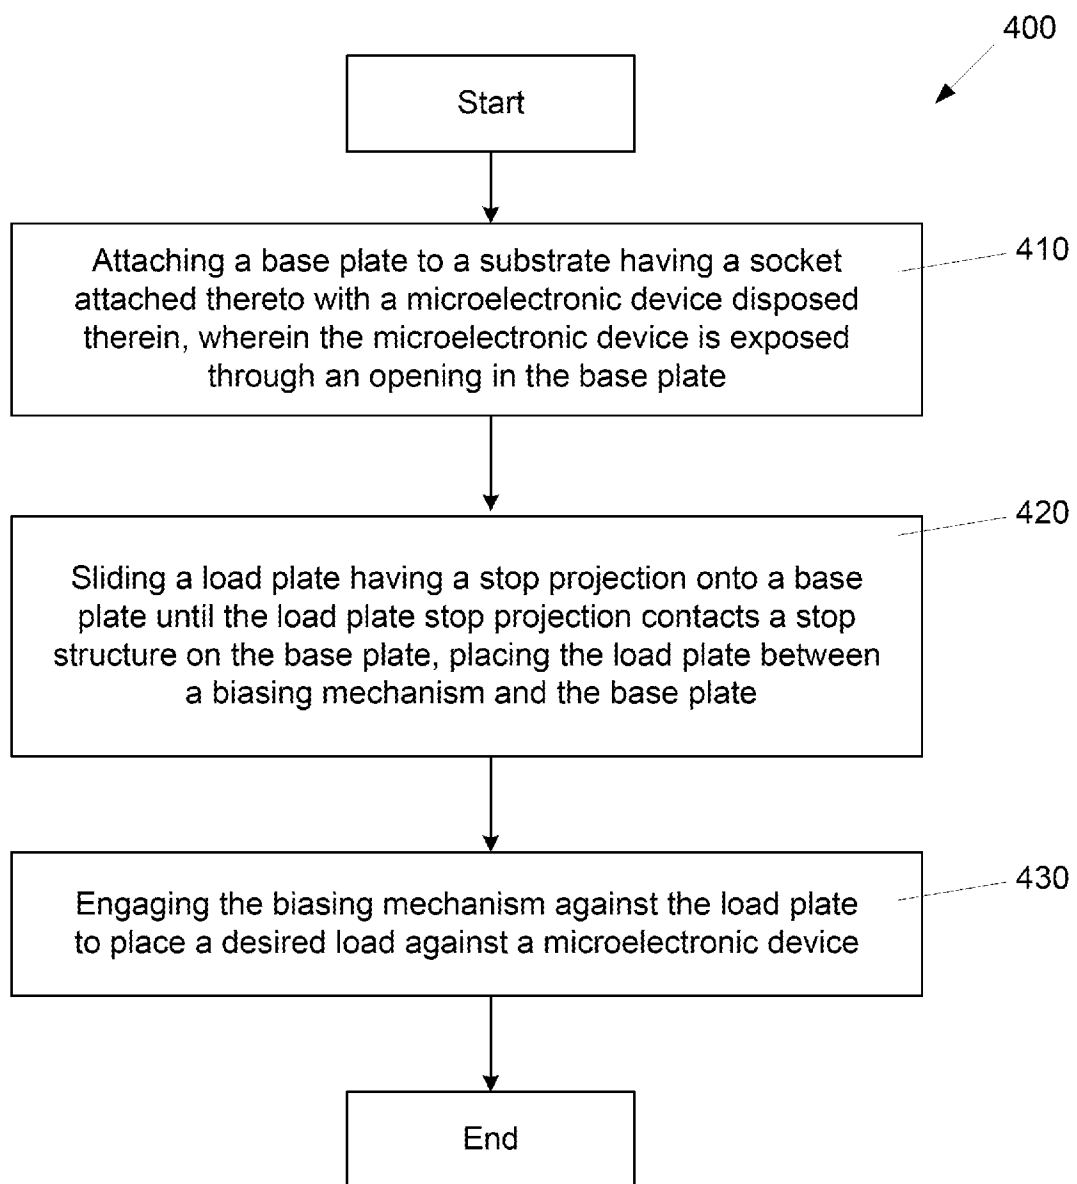 400
Start
410
Attaching a base plate to a substrate having a socket
attached thereto with a microelectronic device disposed
therein, wherein the microelectronic device is exposed
through an opening in the base plate
420
Sliding a load plate having a stop projection onto a base
plate until the load plate stop projection contacts a stop
structure on the base plate, placing the load plate between
a biasing mechanism and the base plate
430
Engaging the biasing mechanism against the load plate
to place a desired load against a microelectronic device
End